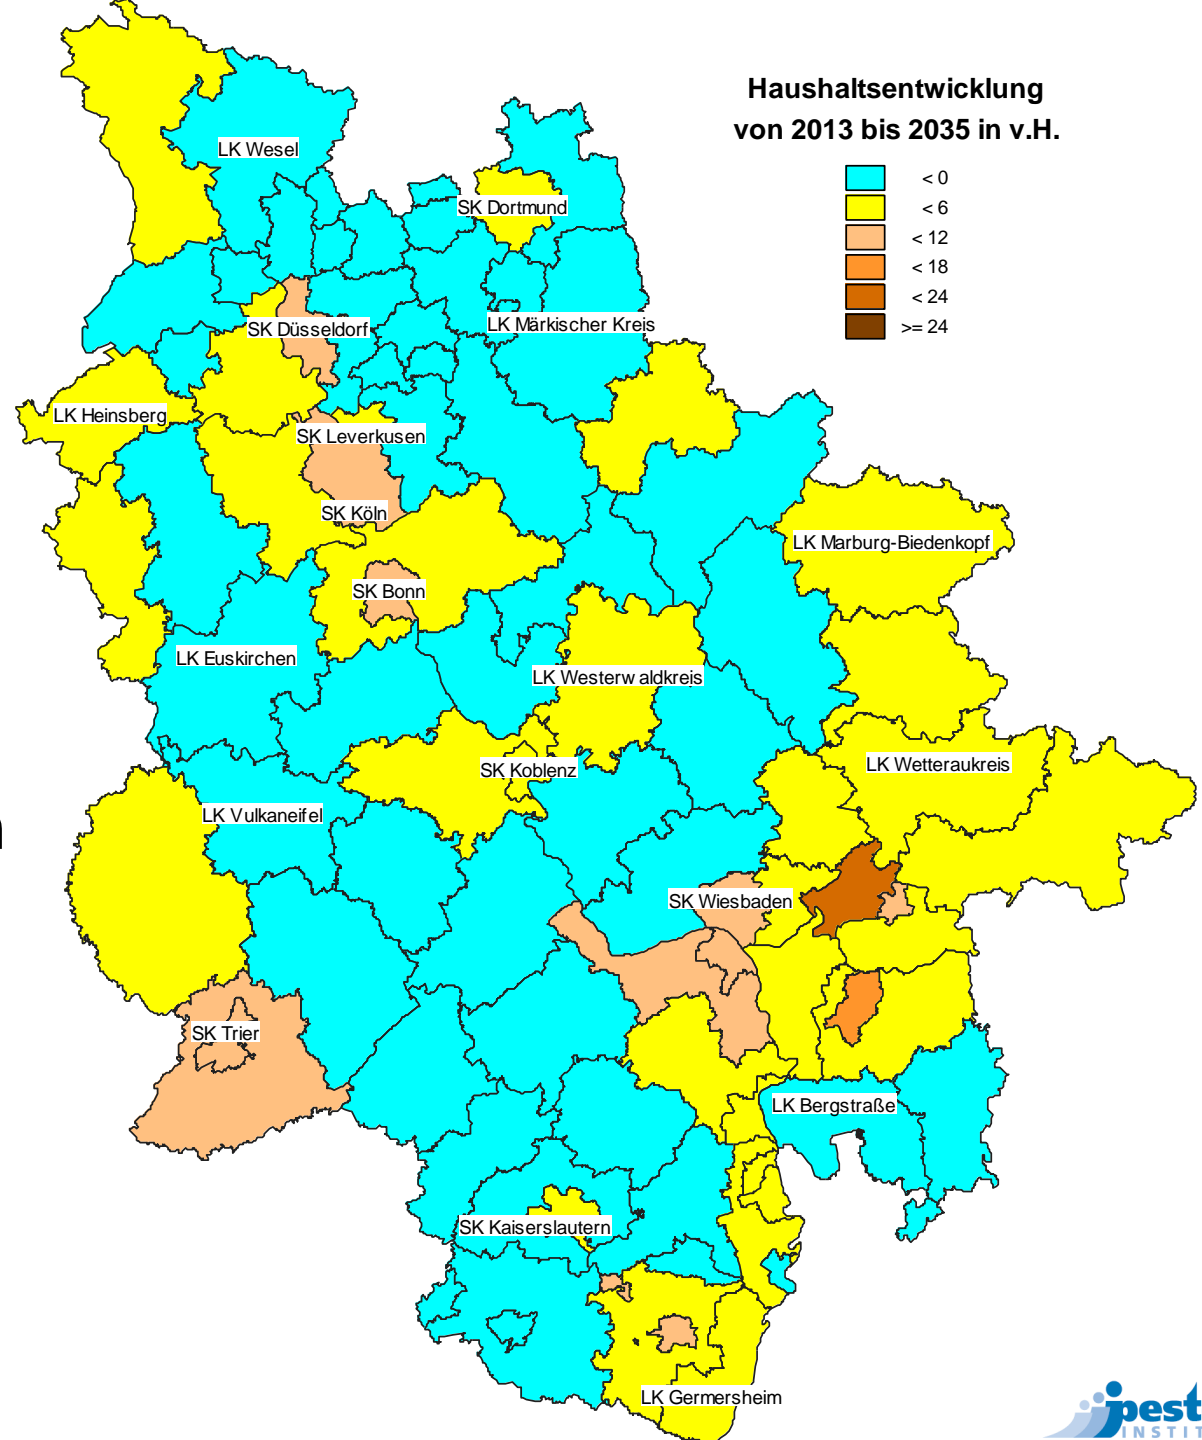 Haushaltsentwicklung
von 2013 bis 2035 in v.H.
< 0
< 6
< 12
< 18
< 24
>= 24
LK Wesel
SK Dortmund
SK Düsseldorf
LK Märkischer Kreis
LK Heinsberg
SK Leverkusen
SK Köln
LK Marburg-Biedenkopf
SK Bonn
LK Euskirchen
LK Westerwaldkreis
LK Wetteraukreis
SK Koblenz
LK Vulkaneifel
SK Wiesbaden
SK Trier
LK Bergstraße
SK Kaiserslautern
LK Germersheim
pest
INSTIT